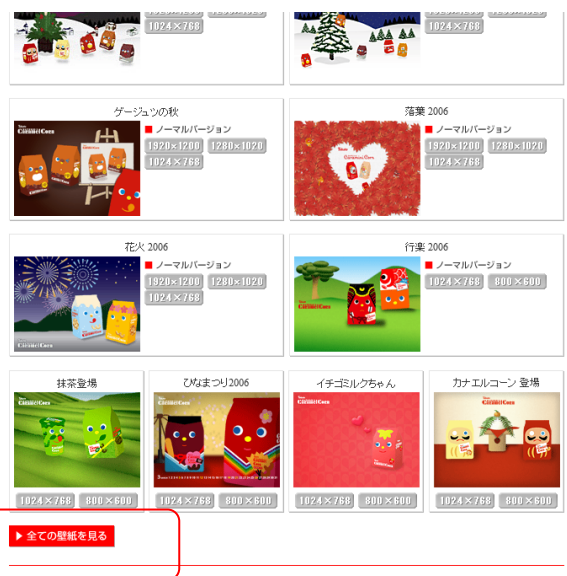 1024×768
1024×768
ゲージュツの秋
ノーマルバージョン
1920×1200 1280×1020
1024×768
落葉 2006
ノーマルバージョン
1920×1200 1280×1020
1024×768
花火 2006
ノーマルバージョン
1920×1200 1280×1020
1024×768
行楽 2006
ノーマルバージョン
1024×768 800×600
抹茶登場
1024×768 800×600
ひなまつり2006
1024×768 800×600
イチゴミルクちゃん
1024×768 800×600
カナエルコーン 登場
1024×768 800×600
全ての壁紙を見る